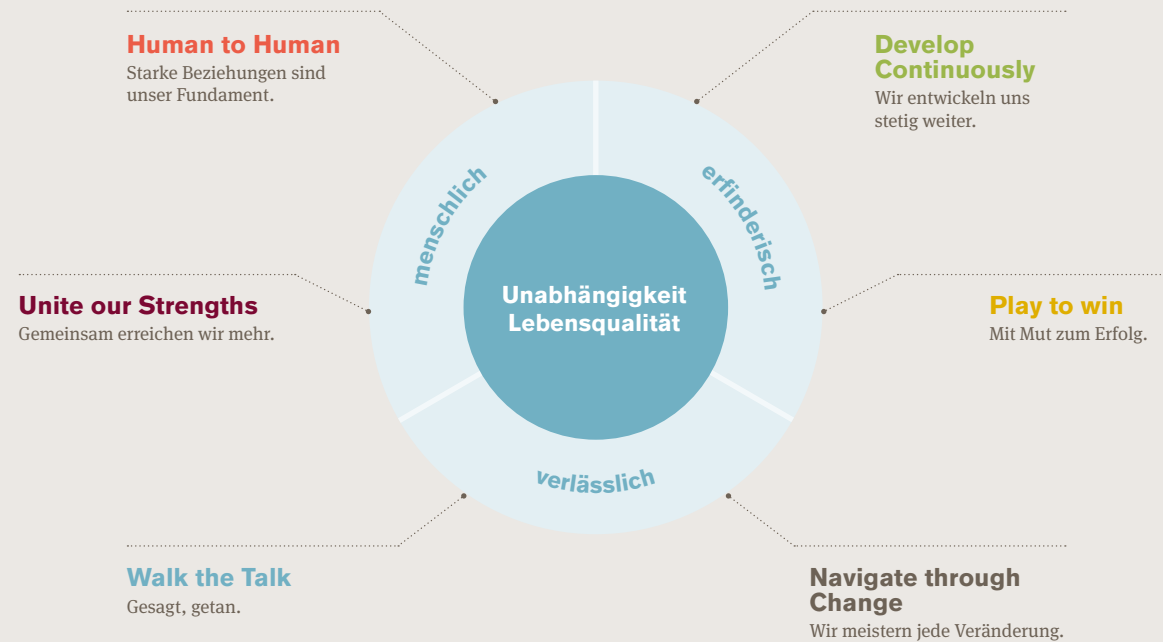 Human to Human
Starke Beziehungen sind
unser Fundament.
Develop
Continuously
Wir entwickeln uns
stetig weiter.
menschlich
erfinderisch
Unabhängigkeit
Lebensqualität
Unite our Strengths
Gemeinsam erreichen wir mehr.
Play to win
Mit Mut zum Erfolg.
verlässlich
Walk the Talk
Gesagt, getan.
Navigate through
Change
Wir meistern jede Veränderung.